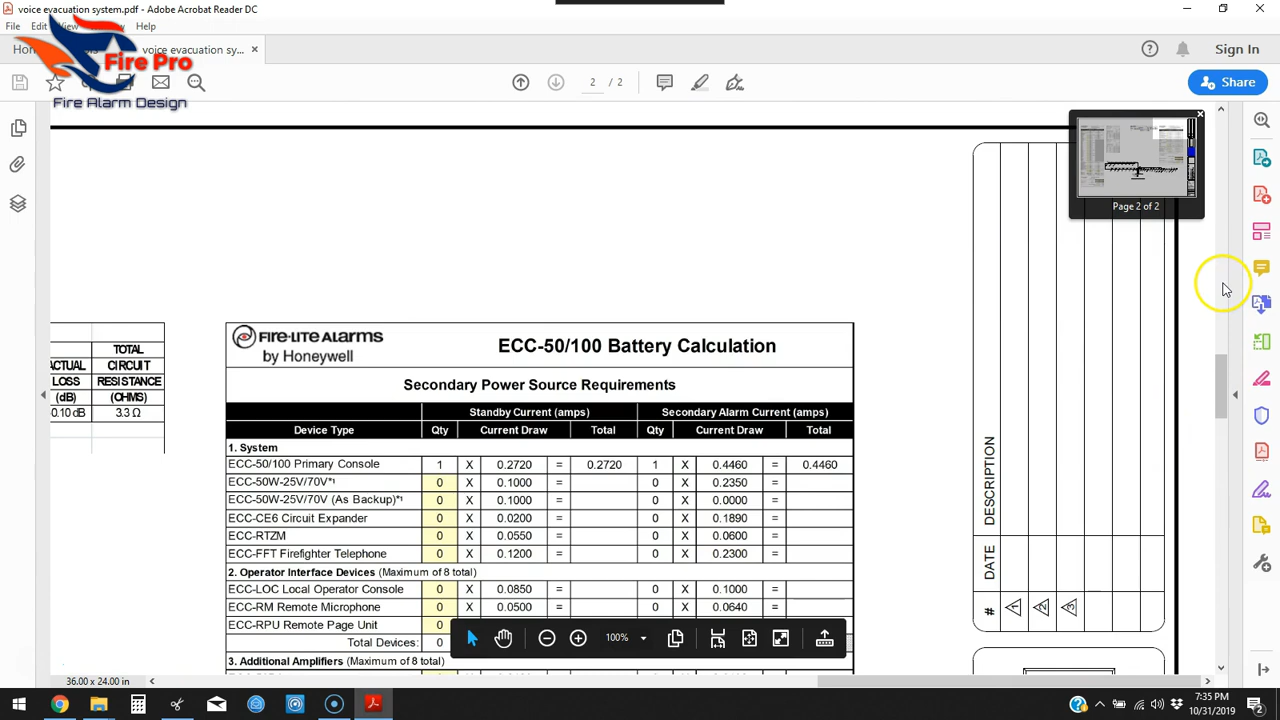 voice evacuation system.pdf - Adobe Acrobat Reader DC
File Edit View Help
voice evacuation sy...
Sign In
Fire Pro
Fire Alarm Design
2 / 2
Share
Page 2 of 2
TOTAL
ACTUAL CIRCUIT
LOSS RESISTANCE
(dB) (OHMS)
0.10 dB 3.3 Ω
FIRE-LITE ALARMS
by Honeywell
ECC-50/100 Battery Calculation
Secondary Power Source Requirements
Standby Current (amps) Secondary Alarm Current (amps)
Device Type Qty Current Draw Total Qty Current Draw Total
1. System
ECC-50/100 Primary Console 1 X 0.2720 = 0.2720 1 X 0.4460 = 0.4460
ECC-50W-25V/70V*¹ 0 X 0.1000 = 0 X 0.2350 =
ECC-50W-25V/70V (As Backup)*¹ 0 X 0.1000 = 0 X 0.0000 =
ECC-CE6 Circuit Expander 0 X 0.0200 = 0 X 0.1890 =
ECC-RTZM 0 X 0.0550 = 0 X 0.0600 =
ECC-FFT Firefighter Telephone 0 X 0.1200 = 0 X 0.2300 =
2. Operator Interface Devices (Maximum of 8 total)
ECC-LOC Local Operator Console 0 X 0.0850 = 0 X 0.1000 =
ECC-RM Remote Microphone 0 X 0.0500 = 0 X 0.0640 =
ECC-RPU Remote Page Unit 0
Total Devices: 0
3. Additional Amplifiers (Maximum of 8 total)
DESCRIPTION
DATE
# 1 2 3
100%
36.00 x 24.00 in
7:35 PM
10/31/2019
2